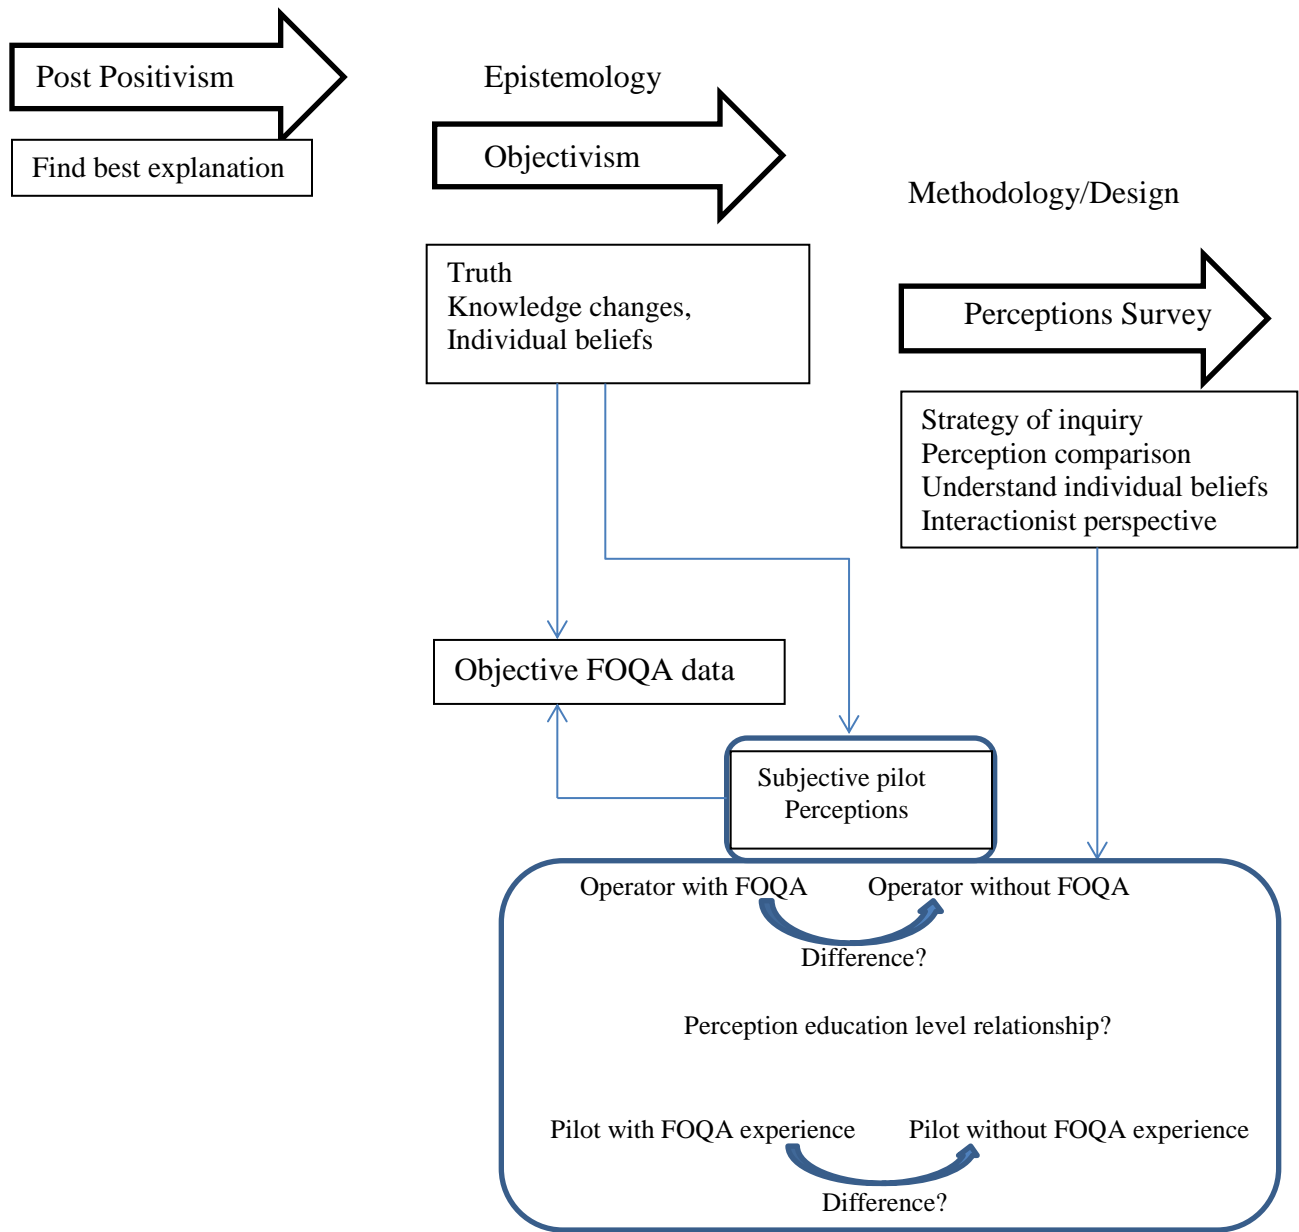 Post Positivism
Find best explanation
Epistemology
Objectivism
Truth
Knowledge changes,
Individual beliefs
Methodology/Design
Perceptions Survey
Strategy of inquiry
Perception comparison
Understand individual beliefs
Interactionist perspective
Objective FOQA data
Subjective pilot
Perceptions
Operator with FOQA
Operator without FOQA
Difference?
Perception education level relationship?
Pilot with FOQA experience
Pilot without FOQA experience
Difference?